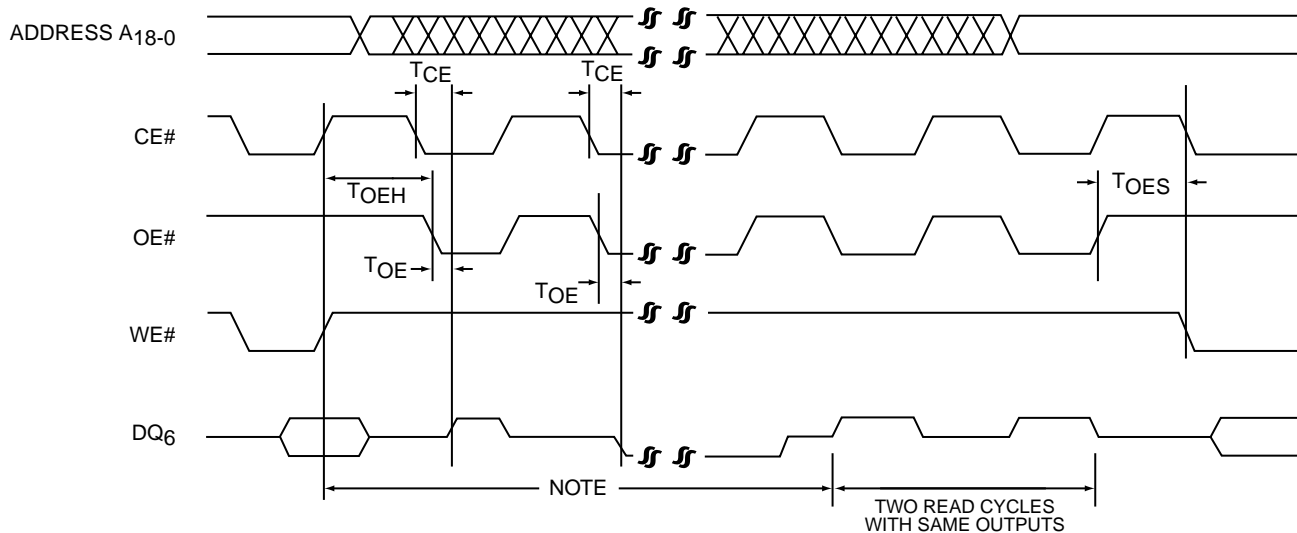 ADDRESS A18-0
TCE
TCE
CE#
TOEH
TOES
OE#
TOE
TOE
WE#
DQ6
NOTE
TWO READ CYCLES
WITH SAME OUTPUTS